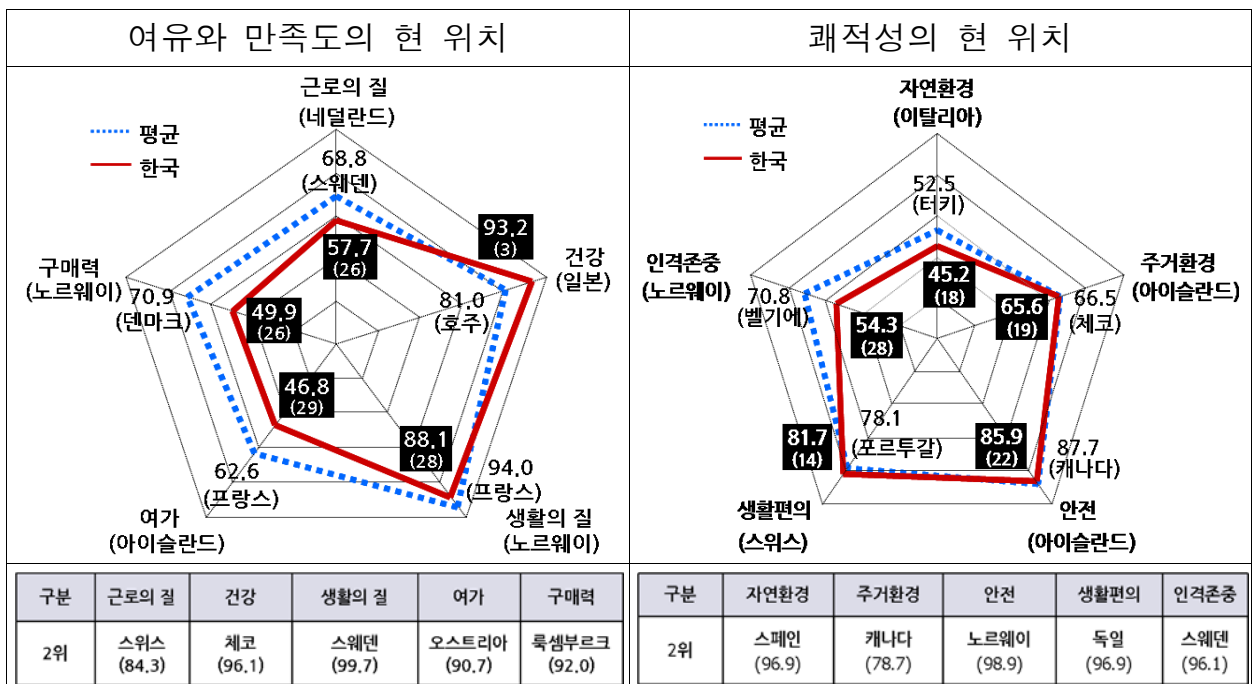 여유와 만족도의 현 위치
근로의 질
(네덜란드)
평균
한국
68.8
(스웨덴)
93.2
(3)
57.7
(26)
건강
(일본)
구매력
(노르웨이)
70.9
(덴마크)
49.9
(26)
81.0
(호주)
46.8
(29)
88.1
(28)
62.6
(프랑스)
94.0
(프랑스)
여가
(아이슬란드)
생활의 질
(노르웨이)
구분 근로의 질 건강 생활의 질 여가 구매력
2위 스위스 체코 스웨덴 오스트리아 룩셈부르크
(84.3) (96.1) (99.7) (90.7) (92.0)
쾌적성의 현 위치
자연환경
(이탈리아)
평균
한국
52.5
(터키)
인격존중
(노르웨이)
주거환경
(아이슬란드)
70.8
(벨기에)
45.2
(18)
65.6
(19)
66.5
(체코)
54.3
(28)
78.1
(포르투갈)
81.7
(14)
85.9
(22)
87.7
(캐나다)
생활편의
(스위스)
안전
(아이슬란드)
구분 자연환경 주거환경 안전 생활편의 인격존중
2위 스페인 캐나다 노르웨이 독일 스웨덴
(96.9) (78.7) (98.9) (96.9) (96.1)